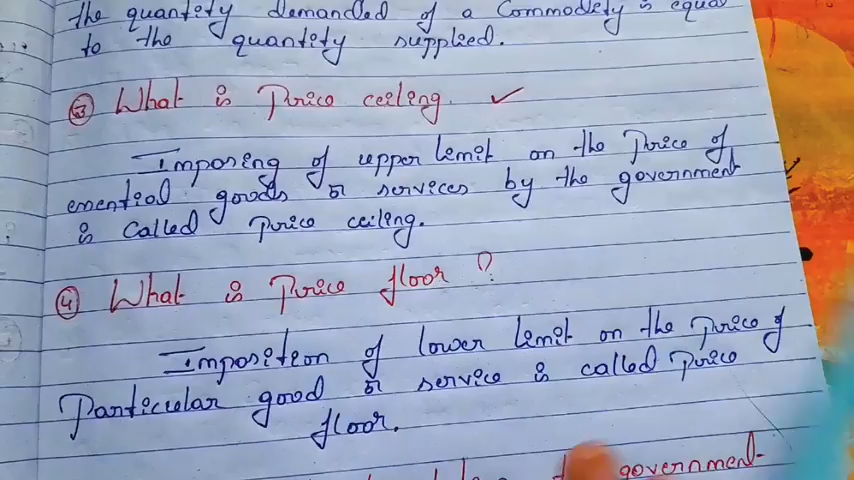 the quantity demanded of a Commodity is equal
to the quantity supplied.
③ What is Price ceiling. ✓
Imposing of upper limit on the Price of
essential goods or services by the government
is called Price ceiling.
④ What is Price floor ?
Imposition of lower limit on the Price of
Particular good or service is called Price
floor.
government